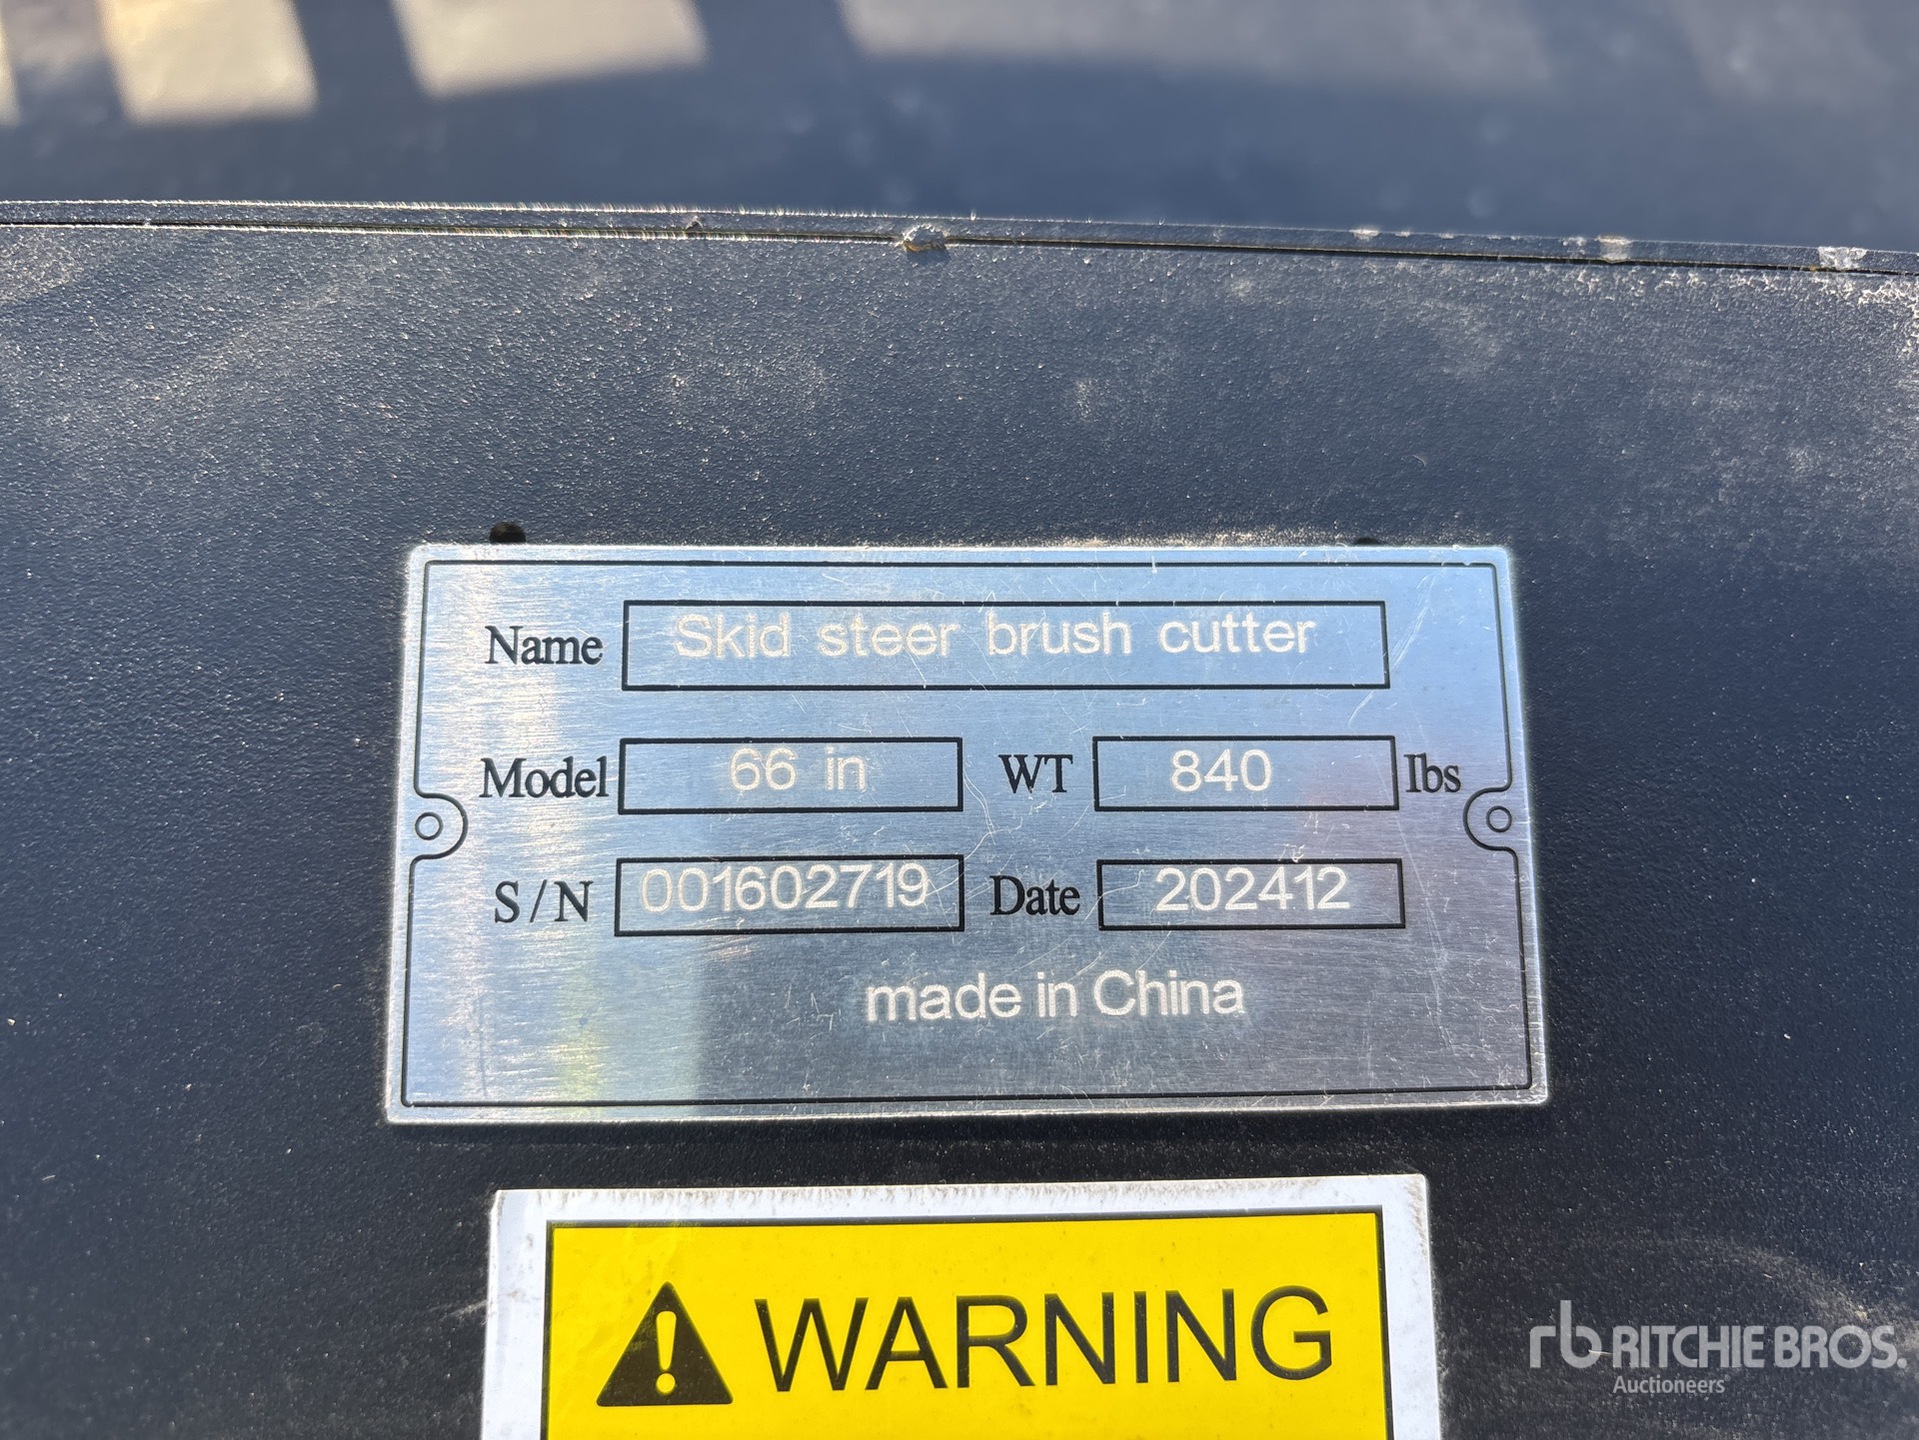 Name Skid steer brush cutter
Model 66 in WT 840 lbs
S/N 001602719 Date 202412
made in China
WARNING
rb RITCHIE BROS.
Auctioneers